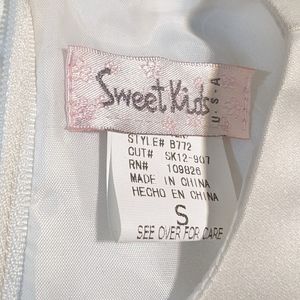 Sweet Kids
U·S·A
STYLE# B772
CUT# SK12-907
RN# 109826
MADE IN CHINA
HECHO EN CHINA
S
SEE OVER FOR CARE